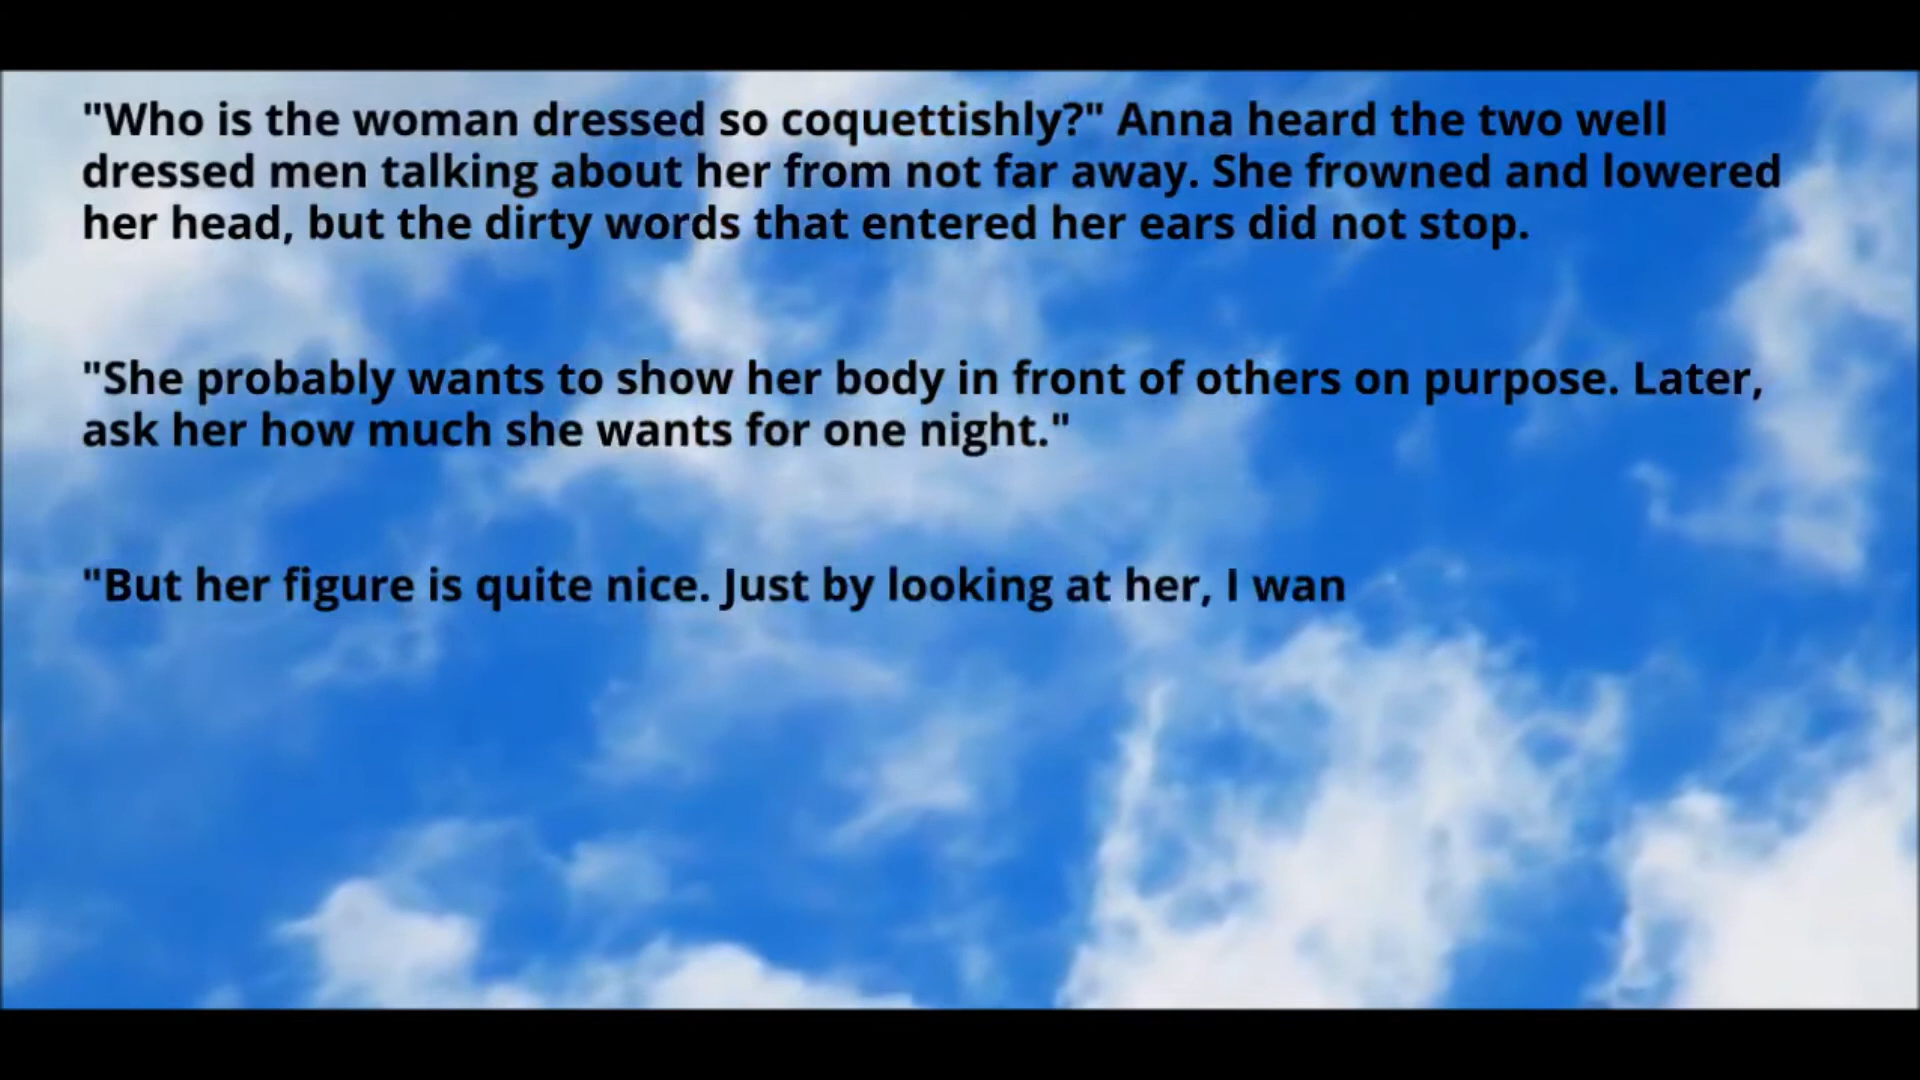 "Who is the woman dressed so coquettishly?" Anna heard the two well
dressed men talking about her from not far away. She frowned and lowered
her head, but the dirty words that entered her ears did not stop.
"She probably wants to show her body in front of others on purpose. Later,
ask her how much she wants for one night."
"But her figure is quite nice. Just by looking at her, I wan